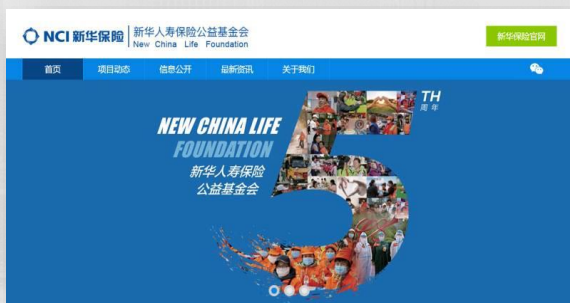 NCI 新华保险
新华人寿保险公益基金会
New China Life Foundation
新华保险官网
首页 项目动态 信息公开 最新资讯 关于我们
5
TH
周年
NEW CHINA LIFE
FOUNDATION
新华人寿保险
公益基金会